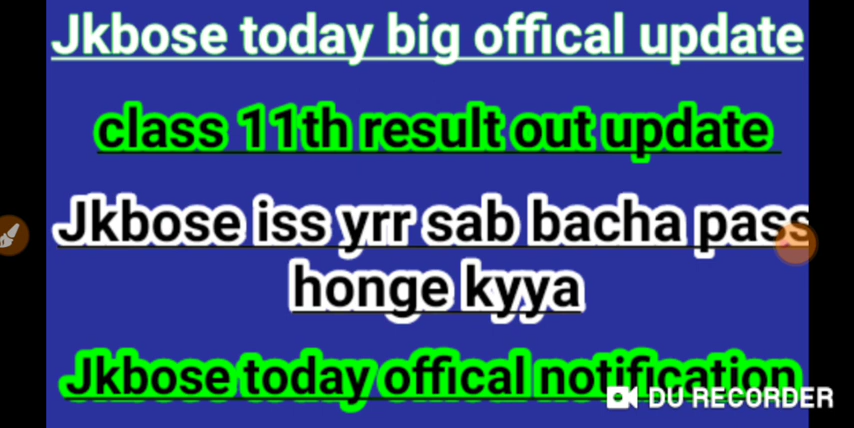 Jkbose today big offical update
class 11th result out update
Jkbose iss yrr sab bacha pass
honge kyya
Jkbose today offical notification
DU RECORDER